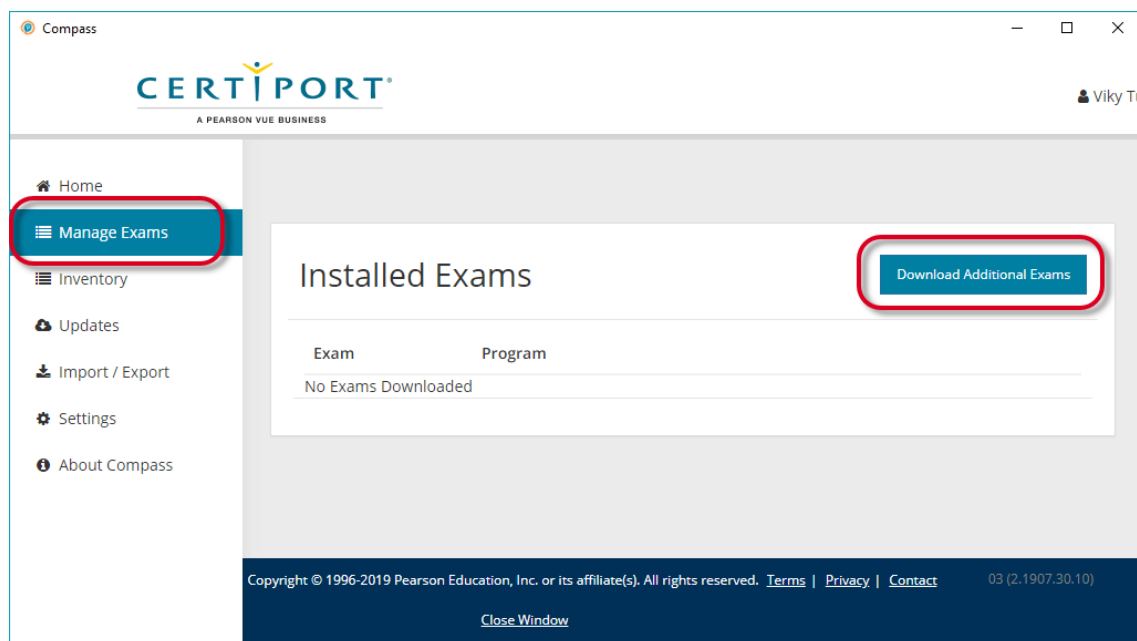 Compass
CERTIPORT®
A PEARSON VUE BUSINESS
Viky Tu
Home
Manage Exams
Inventory
Updates
Import / Export
Settings
About Compass
Installed Exams
Download Additional Exams
Exam Program
No Exams Downloaded
Copyright © 1996-2019 Pearson Education, Inc. or its affiliate(s). All rights reserved. Terms | Privacy | Contact 03 (2.1907.30.10)
Close Window